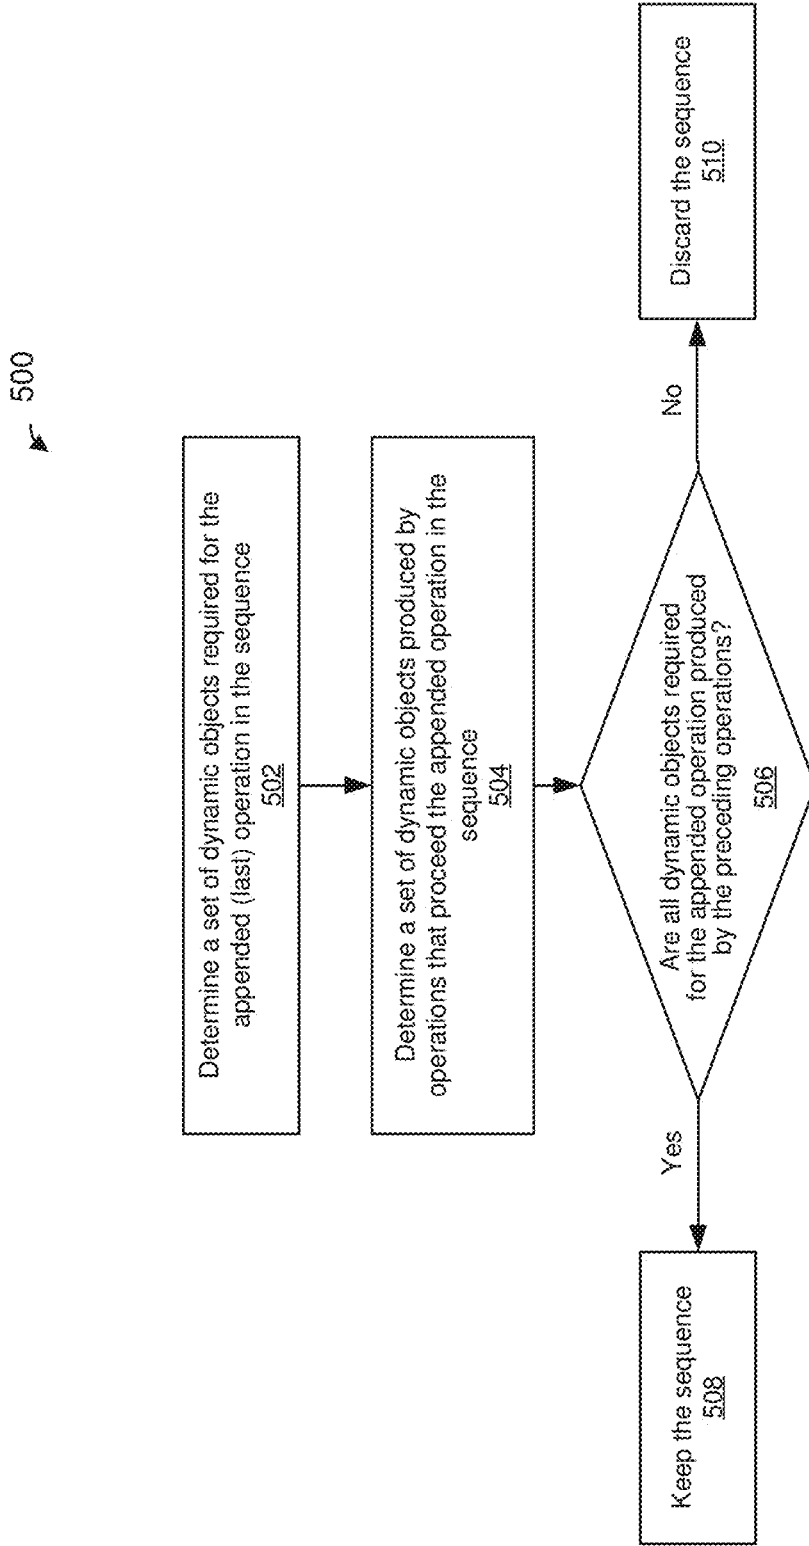 500
Determine a set of dynamic objects required for the
appended (last) operation in the sequence
502
Determine a set of dynamic objects produced by
operations that proceed the appended operation in the
sequence
504
Are all dynamic objects required
for the appended operation produced
by the preceding operations?
506
Yes
No
Keep the sequence
508
Discard the sequence
510